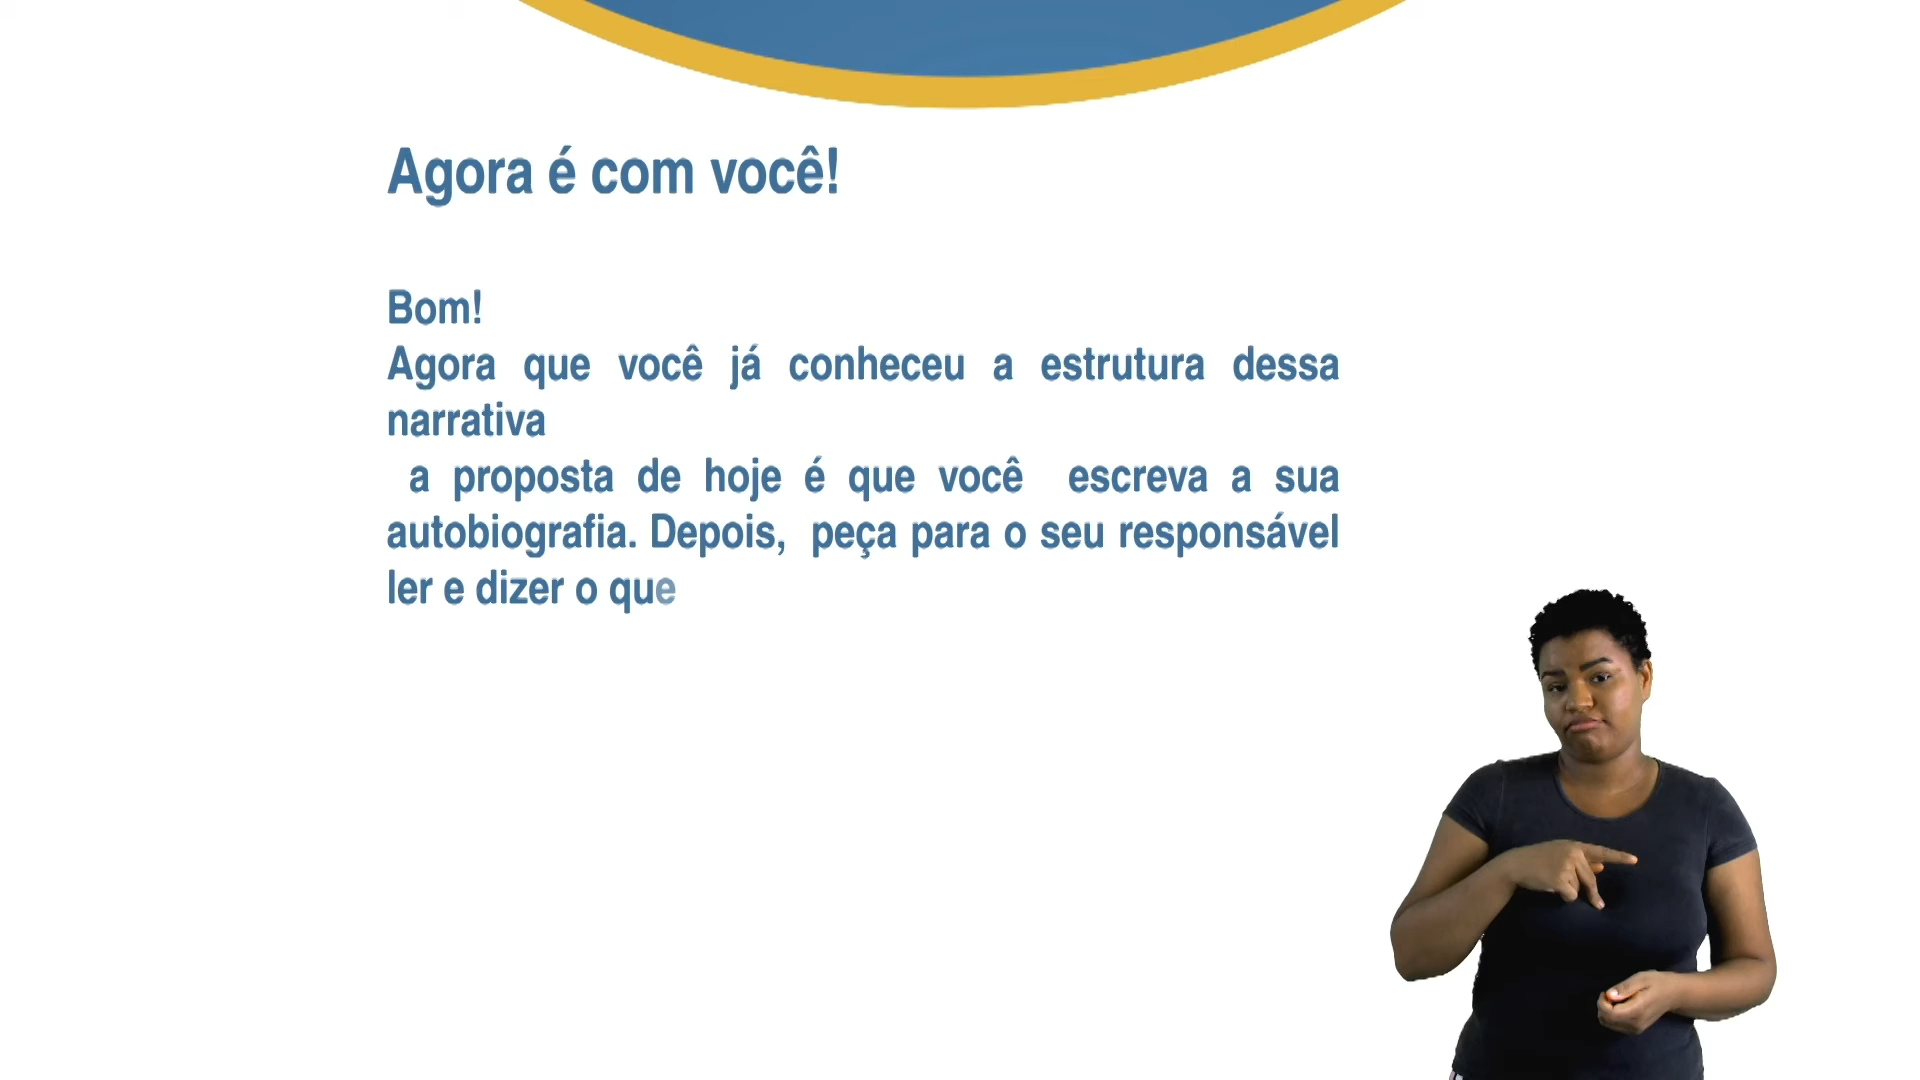 Agora é com você!
Bom!
Agora que você já conheceu a estrutura dessa
narrativa
a proposta de hoje é que você escreva a sua
autobiografia. Depois, peça para o seu responsável
ler e dizer o que